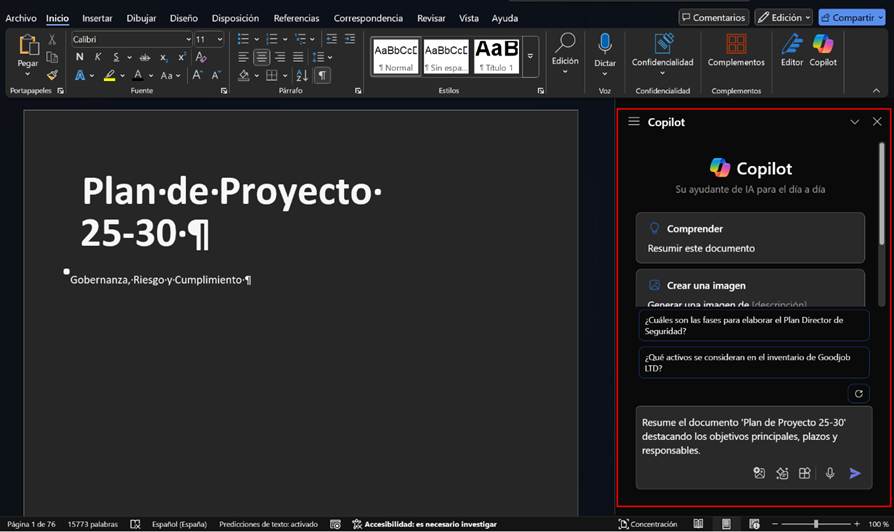 Archivo Inicio Insertar Dibujar Diseño Disposición Referencias Correspondencia Revisar Vista Ayuda
Comentarios Edición Compartir
Calibri 11
Pegar
N K S ab x₂ x²
A A Aa A A
AaBbCcD AaBbCcD AaB
¶ Normal ¶ Sin espa... ¶ Título 1
Edición Dictar Confidencialidad Complementos Editor Copilot
Portapapeles Fuente Párrafo Estilos Voz Confidencialidad Complementos
Plan·de·Proyecto·
25-30·¶
Gobernanza,·Riesgo·y·Cumplimiento·¶
Copilot
Copilot
Su ayudante de IA para el día a día
Comprender
Resumir este documento
Crear una imagen
Generar una imagen de [descripción]
¿Cuáles son las fases para elaborar el Plan Director de
Seguridad?
¿Qué activos se consideran en el inventario de Goodjob
LTD?
Resume el documento 'Plan de Proyecto 25-30'
destacando los objetivos principales, plazos y
responsables.
Página 1 de 76 15773 palabras Español (España) Predicciones de texto: activado Accesibilidad: es necesario investigar Concentración 100 %